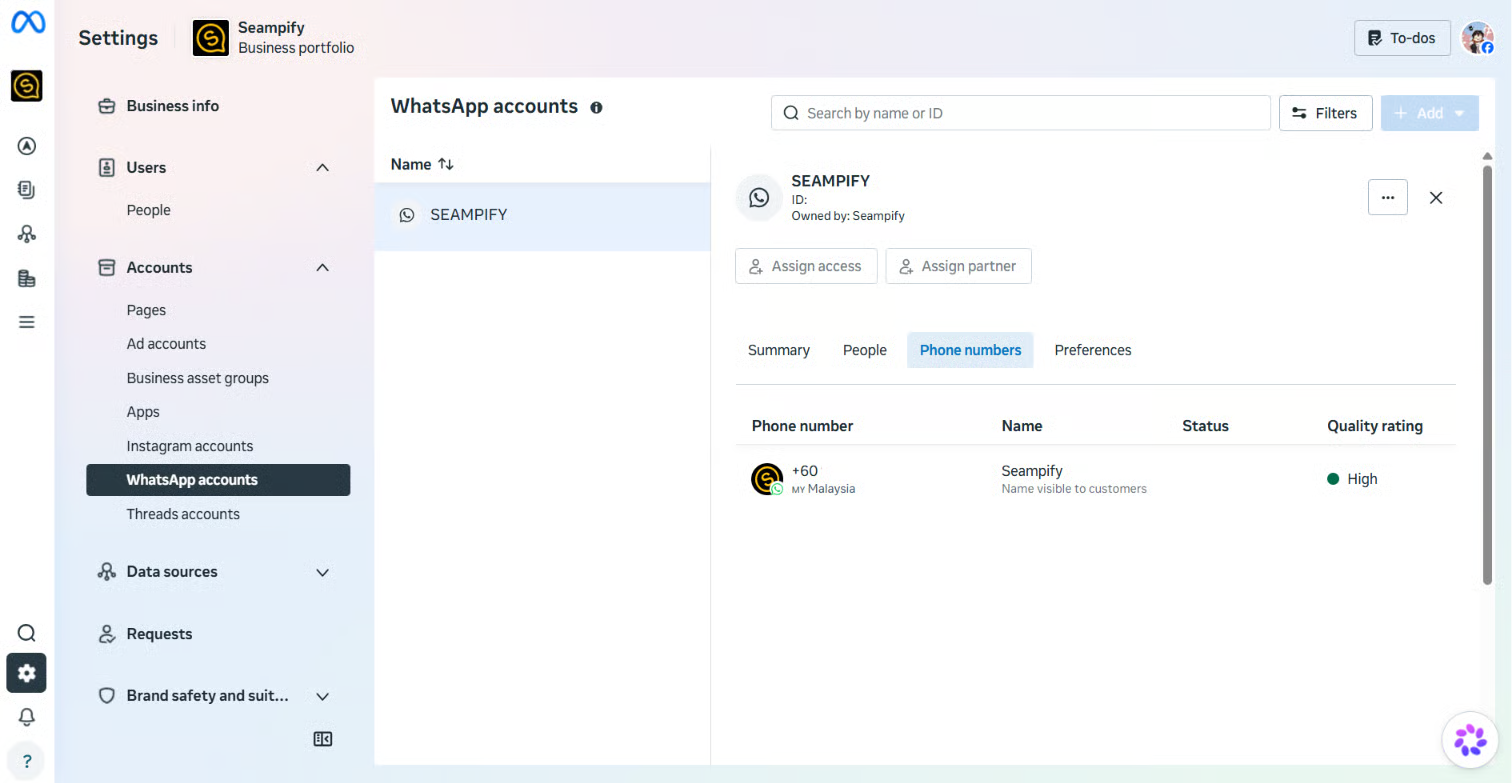 Settings
Seampify
Business portfolio
To-dos
Business info
Users
People
Accounts
Pages
Ad accounts
Business asset groups
Apps
Instagram accounts
WhatsApp accounts
Threads accounts
Data sources
Requests
Brand safety and suit...
?
WhatsApp accounts
Search by name or ID
Filters
+ Add
Name
SEAMPIFY
SEAMPIFY
ID:
Owned by: Seampify
...
Assign access
Assign partner
Summary
People
Phone numbers
Preferences
Phone number
Name
Status
Quality rating
+60
Seampify
High
MY Malaysia
Name visible to customers